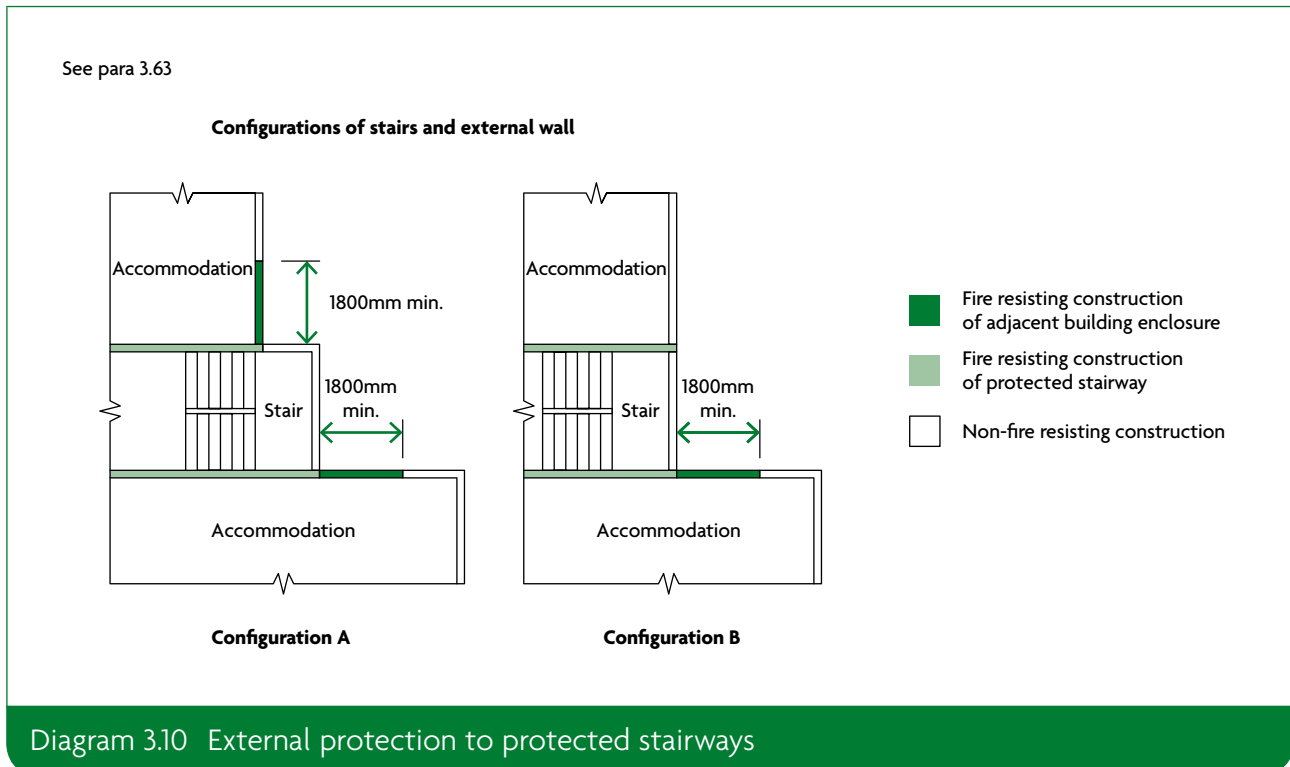 See para 3.63
Configurations of stairs and external wall
Accommodation
1800mm min.
1800mm
min.
Stair
Accommodation
Configuration A
Accommodation
1800mm
min.
Stair
Accommodation
Configuration B
Fire resisting construction
of adjacent building enclosure
Fire resisting construction
of protected stairway
Non-fire resisting construction
Diagram 3.10 External protection to protected stairways